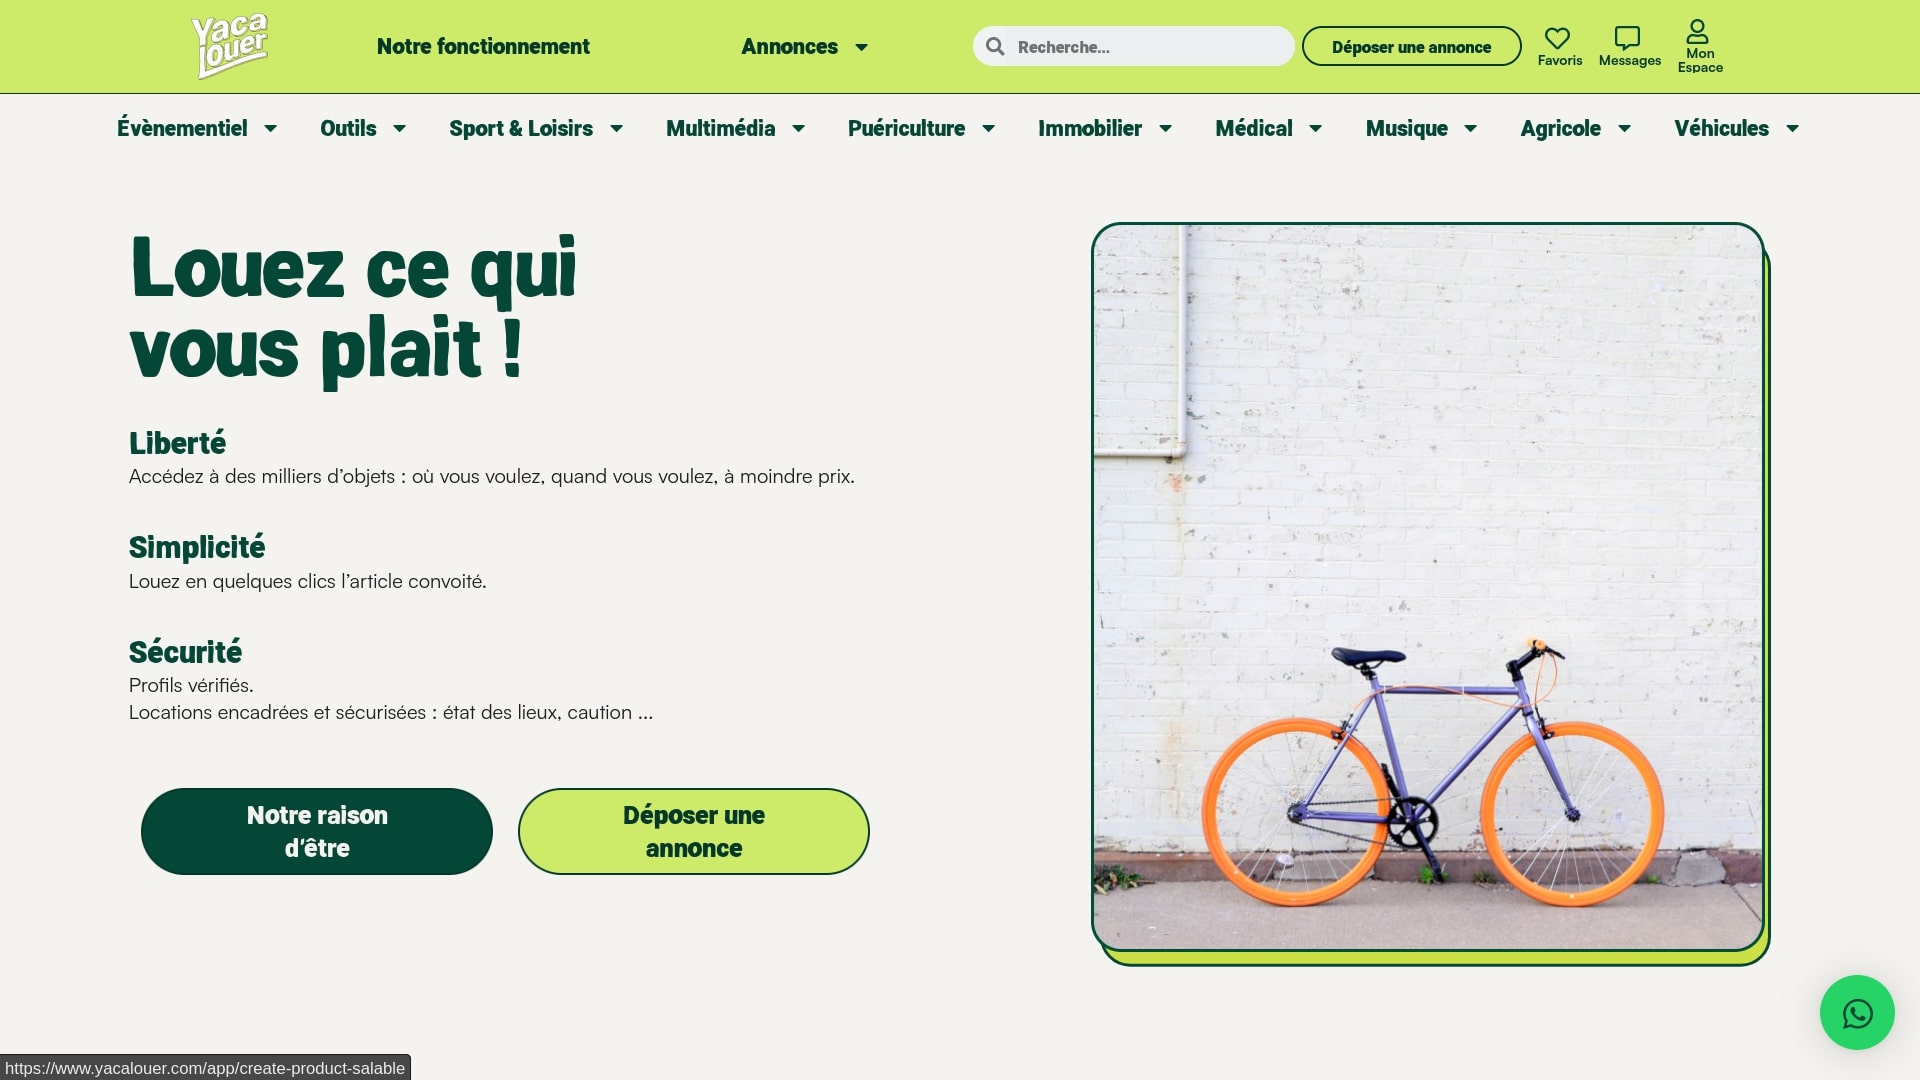 Yaca
louer
Notre fonctionnement
Annonces
Recherche...
Déposer une annonce
Favoris
Messages
Mon
Espace
Évènementiel
Outils
Sport & Loisirs
Multimédia
Puériculture
Immobilier
Médical
Musique
Agricole
Véhicules
Louez ce qui
vous plait !
Liberté
Accédez à des milliers d’objets : où vous voulez, quand vous voulez, à moindre prix.
Simplicité
Louez en quelques clics l’article convoité.
Sécurité
Profils vérifiés.
Locations encadrées et sécurisées : état des lieux, caution ...
Notre raison
d’être
Déposer une
annonce
https://www.yacalouer.com/app/create-product-salable